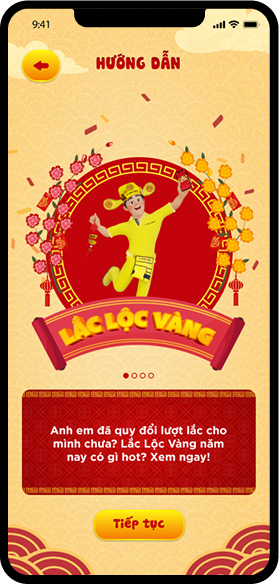 9:41
HƯỚNG DẪN
LẮC LỘC VÀNG
Anh em đã quy đổi lượt lắc cho
mình chưa? Lắc Lộc Vàng năm
nay có gì hot? Xem ngay!
Tiếp tục